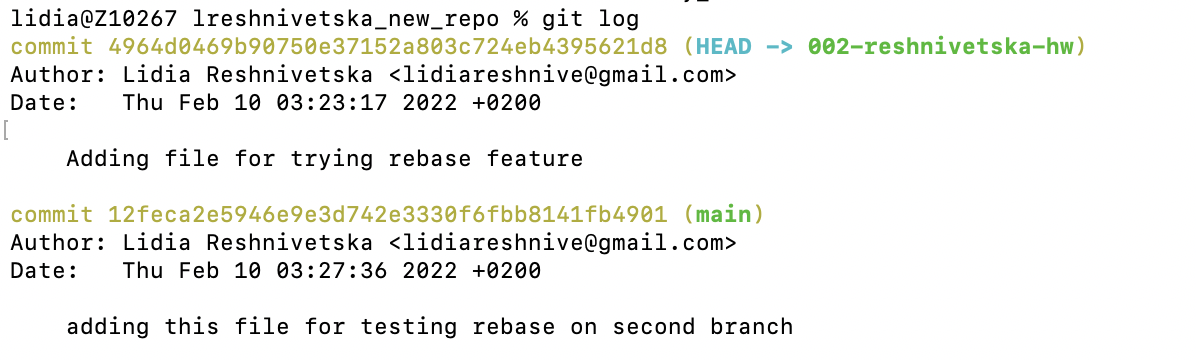 lidia@Z10267 lreshnivetska_new_repo % git log
commit 4964d0469b90750e37152a803c724eb4395621d8 (HEAD -> 002-reshnivetska-hw)
Author: Lidia Reshnivetska <lidiareshnive@gmail.com>
Date:   Thu Feb 10 03:23:17 2022 +0200
[
    Adding file for trying rebase feature
commit 12feca2e5946e9e3d742e3330f6fbb8141fb4901 (main)
Author: Lidia Reshnivetska <lidiareshnive@gmail.com>
Date:   Thu Feb 10 03:27:36 2022 +0200
    adding this file for testing rebase on second branch